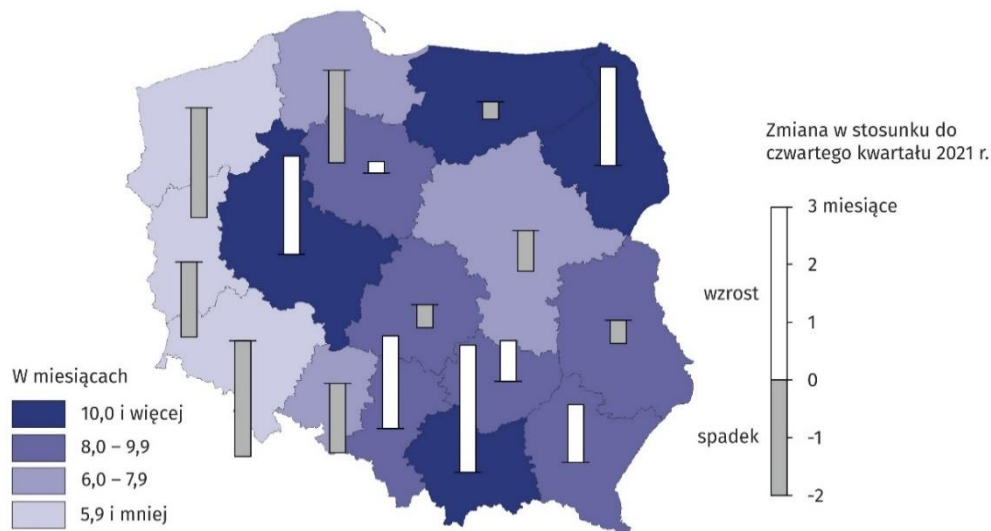 Zmiana w stosunku do
czwartego kwartału 2021 r.
3 miesiące
2
wzrost
1
0
spadek
-1
-2
W miesiącach
10,0 i więcej
8,0 – 9,9
6,0 – 7,9
5,9 i mniej